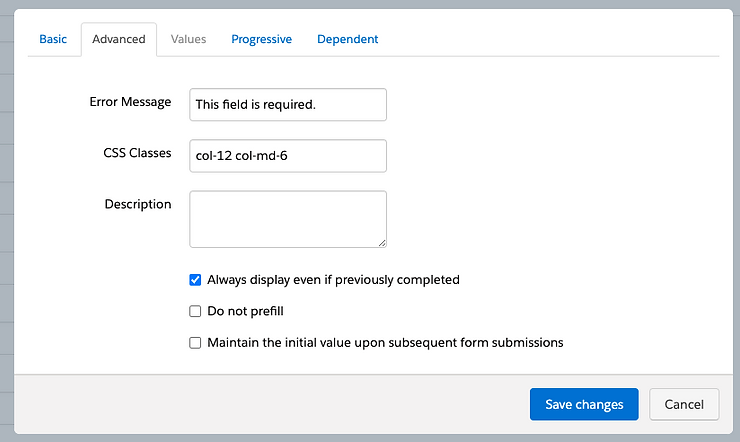 Basic Advanced Values Progressive Dependent
Error Message This field is required.
CSS Classes col-12 col-md-6
Description
Always display even if previously completed
Do not prefill
Maintain the initial value upon subsequent form submissions
Save changes Cancel